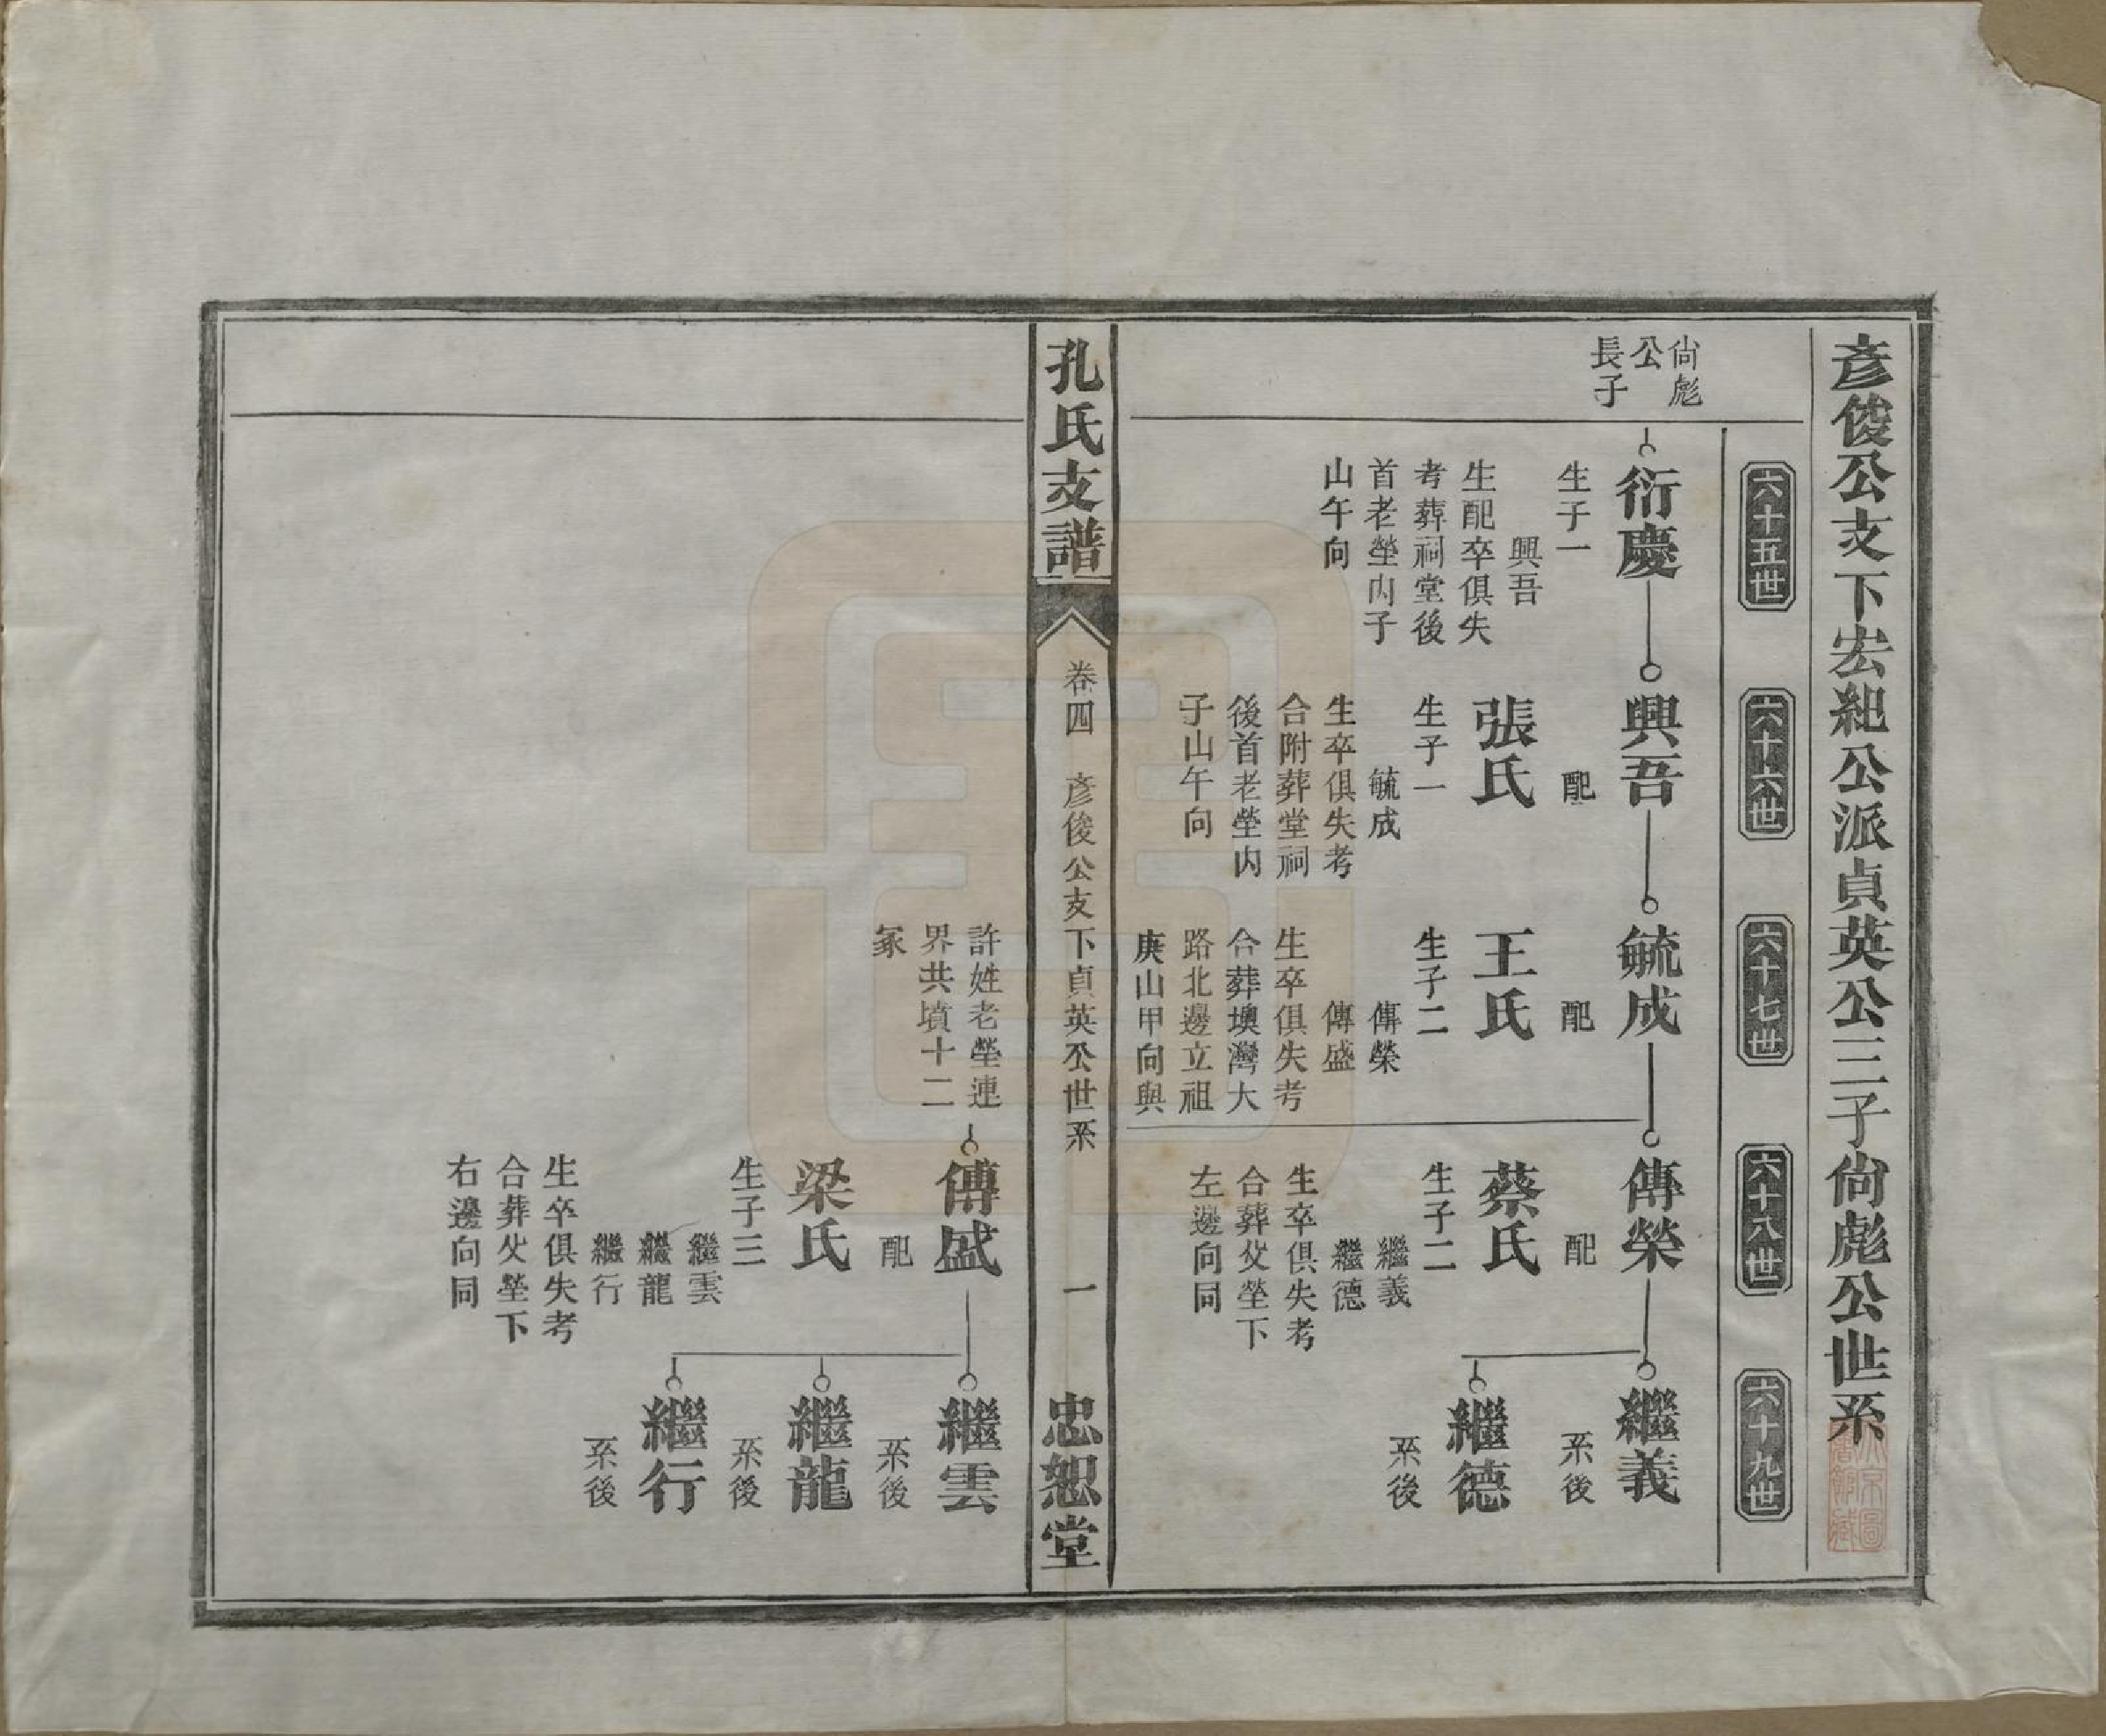 彥俊公支下宏紀公派貞英公三子尙彪公世系
六十五世
六十六世
六十七世
六十八世
六十九世
尙彪
公
長子
衍慶
生子一
興吾
生配卒俱失
考葬祠堂後
首老塋內子
山午向
興吾
配
張氏
生子一
毓成
生卒俱失考
合附葬堂祠
後首老塋內
子山午向
毓成
配
王氏
生子二
傳榮
傳盛
生卒俱失考
合葬墺灣大
路北邊立祖
庚山甲向與
傳榮
配
蔡氏
生子二
繼義
繼德
生卒俱失考
合葬父塋下
左邊向同
繼義
系後
繼德
系後
孔氏支譜
卷四 彥俊公支下貞英公世系
一
忠恕堂
許姓老塋連
界共墳十二
冢
傳盛
配
梁氏
生子三
繼雲
繼龍
繼行
生卒俱失考
合葬父塋下
右邊向同
繼雲
系後
繼龍
系後
繼行
系後